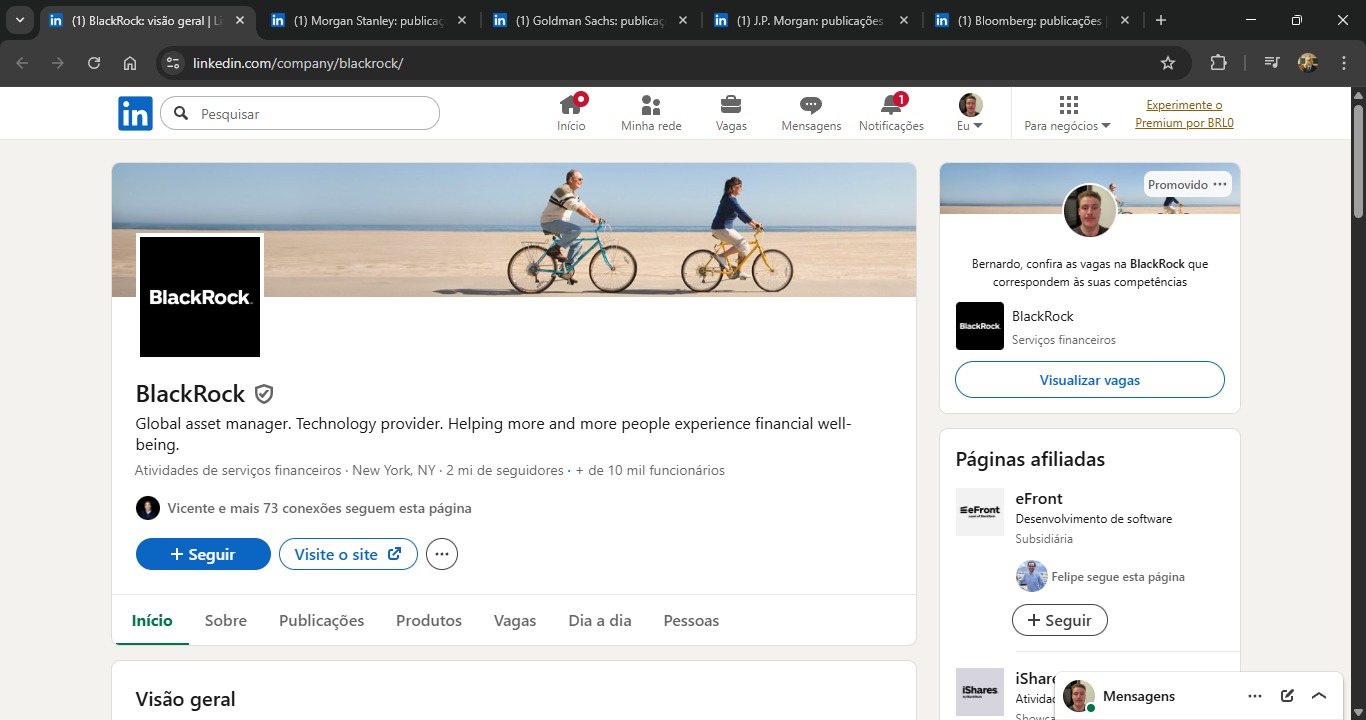 (1) BlackRock: visão geral | Li
(1) Morgan Stanley: publicaç
(1) Goldman Sachs: publicaç
(1) J.P. Morgan: publicações
(1) Bloomberg: publicações |
linkedin.com/company/blackrock/
in
Pesquisar
Início
Minha rede
Vagas
Mensagens
1
Notificações
Eu
Para negócios
Experimente o
Premium por BRL0
BlackRock
BlackRock
Global asset manager. Technology provider. Helping more and more people experience financial well-
being.
Atividades de serviços financeiros · New York, NY · 2 mi de seguidores · + de 10 mil funcionários
Vicente e mais 73 conexões seguem esta página
+ Seguir
Visite o site
Início
Sobre
Publicações
Produtos
Vagas
Dia a dia
Pessoas
Visão geral
Promovido
Bernardo, confira as vagas na BlackRock que
correspondem às suas competências
BlackRock
BlackRock
Serviços financeiros
Visualizar vagas
Páginas afiliadas
eFront
eFront
Desenvolvimento de software
Subsidiária
Felipe segue esta página
+ Seguir
iShares
iShare
Ativida
Showca
Mensagens